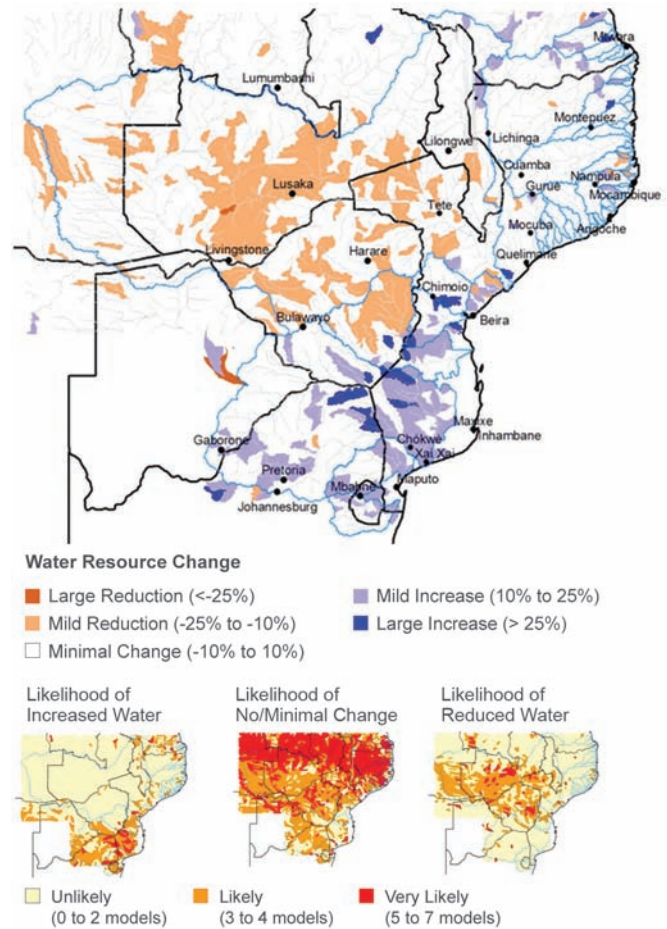 Mtwara
Lumumbashi
Montepuez
Lilongwe
Lichinga
Cuamba
Nampula
Lusaka
Gurue
Mocambique
Tete
Mocuba
Angoche
Livingstone
Harare
Quelimane
Chimoio
Bulawayo
Beira
Maxixe
Gaborone
Chokwe
Inhambane
Xai Xai
Pretoria
Mbabne
Maputo
Johannesburg
Water Resource Change
Large Reduction (<-25%)
Mild Increase (10% to 25%)
Mild Reduction (-25% to -10%)
Large Increase (> 25%)
Minimal Change (-10% to 10%)
Likelihood of
Increased Water
Likelihood of
No/Minimal Change
Likelihood of
Reduced Water
Unlikely
(0 to 2 models)
Likely
(3 to 4 models)
Very Likely
(5 to 7 models)